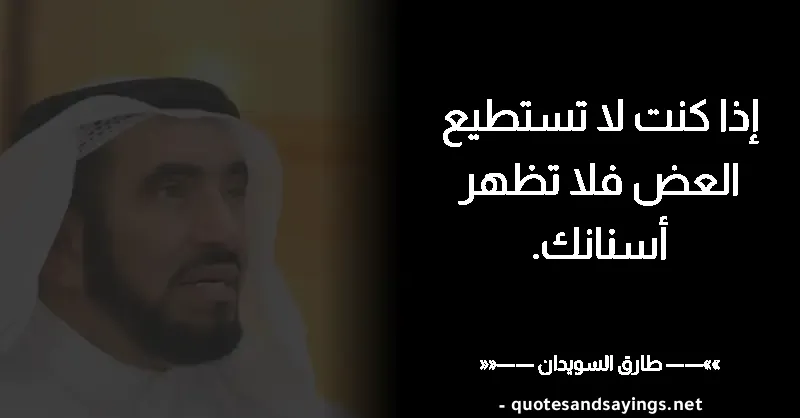 إذا كنت لا تستطيع
العض فلا تظهر
أسنانك.
»»—— طارق السويدان ——««
- quotesandsayings.net